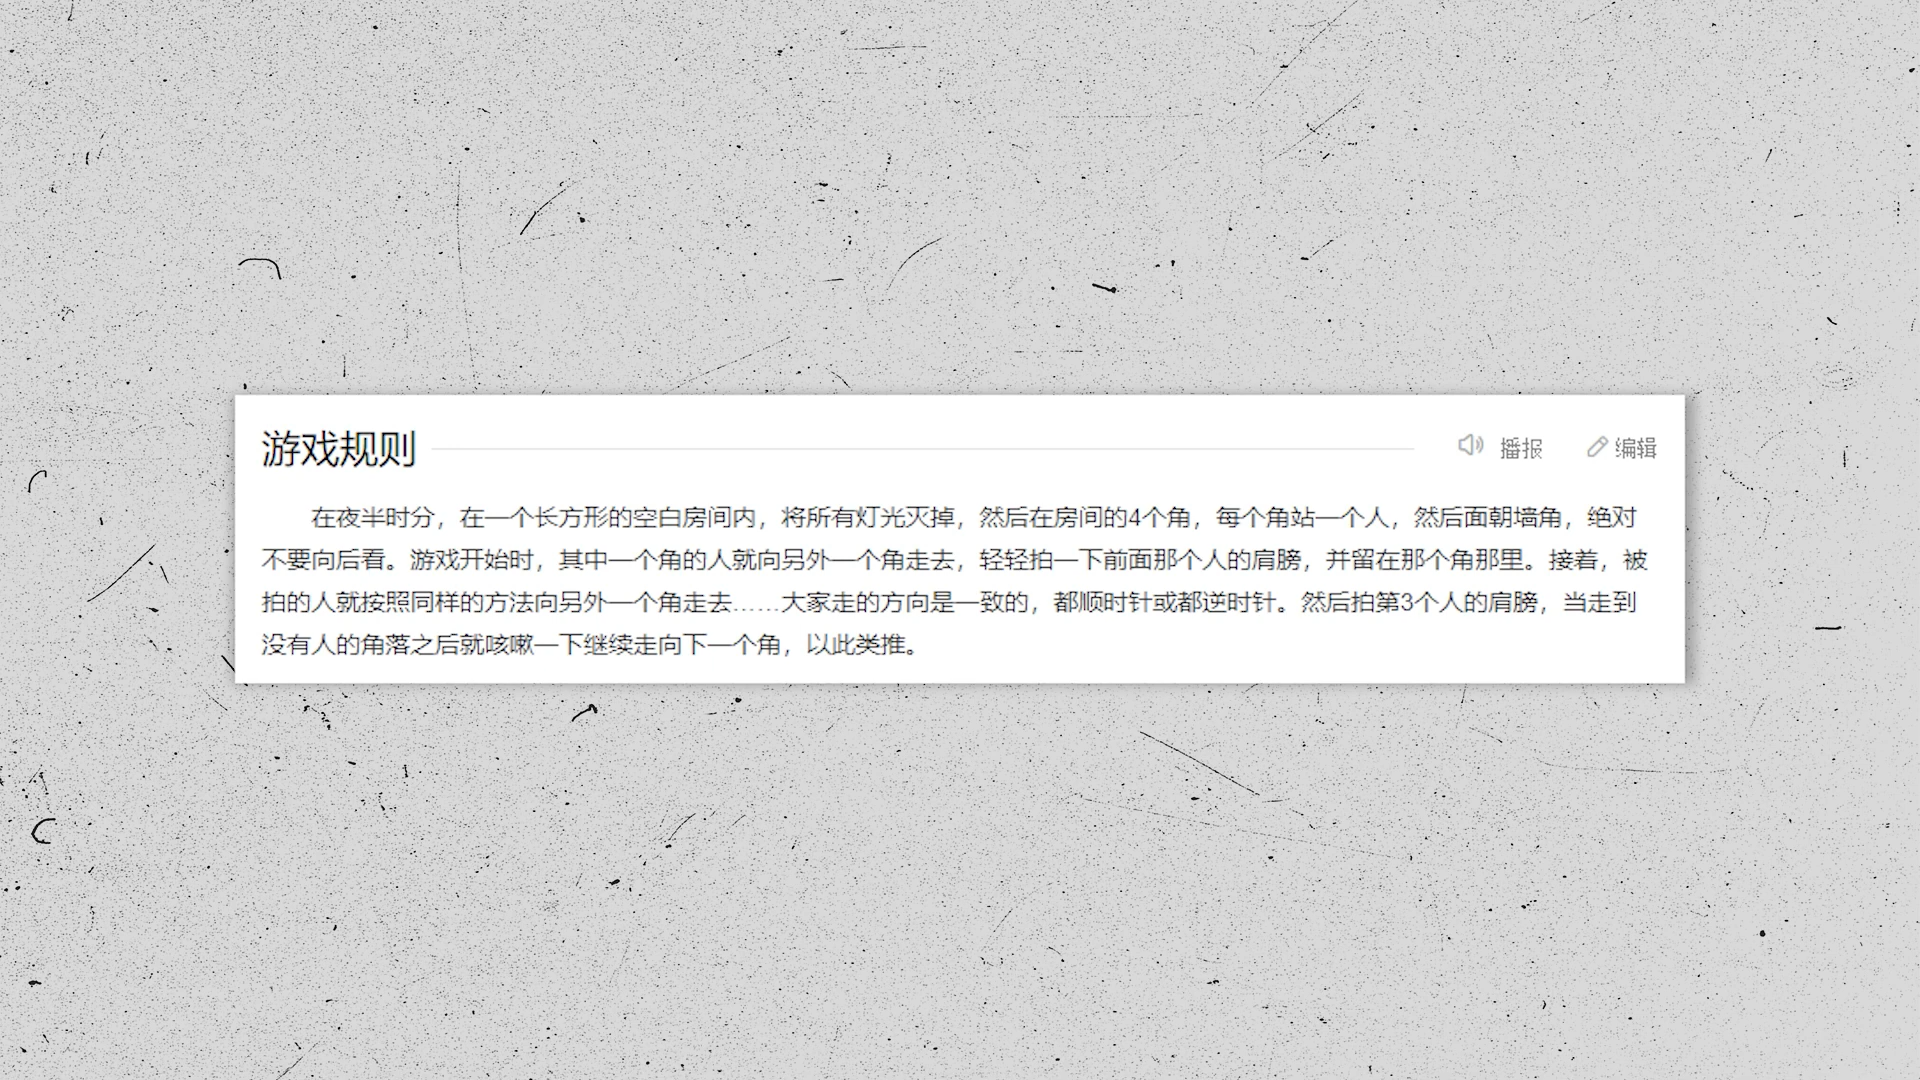 游戏规则 播报 编辑
在夜半时分，在一个长方形的空白房间内，将所有灯光灭掉，然后在房间的4个角，每个角站一个人，然后面朝墙角，绝对
不要向后看。游戏开始时，其中一个角的人就向另外一个角走去，轻轻拍一下前面那个人的肩膀，并留在那个角那里。接着，被
拍的人就按照同样的方法向另外一个角走去……大家走的方向是一致的，都顺时针或都逆时针。然后拍第3个人的肩膀，当走到
没有人的角落之后就咳嗽一下继续走向下一个角，以此类推。